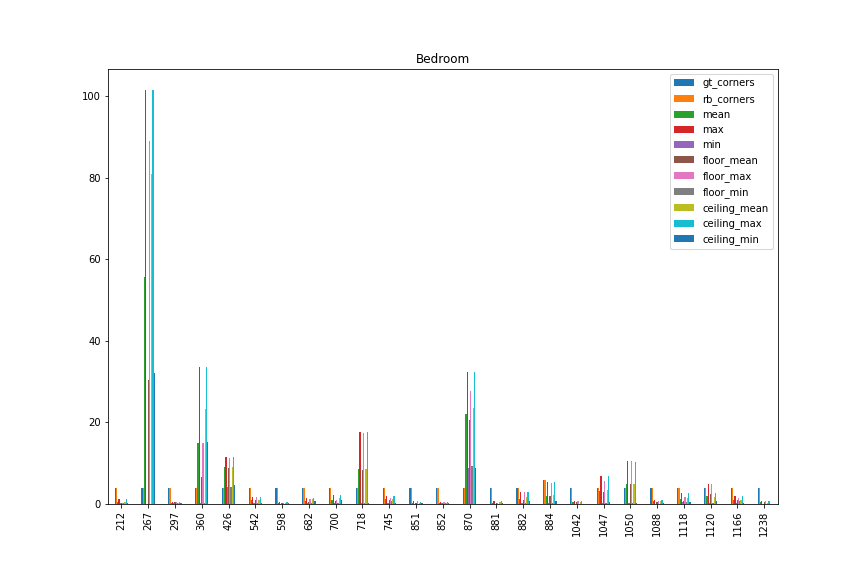 Bedroom
100
80
60
40
20
0
gt_corners
rb_corners
mean
max
min
floor_mean
floor_max
floor_min
ceiling_mean
ceiling_max
ceiling_min
212
267
297
360
426
542
598
682
700
718
745
851
852
870
881
882
884
1042
1047
1050
1088
1118
1120
1166
1238